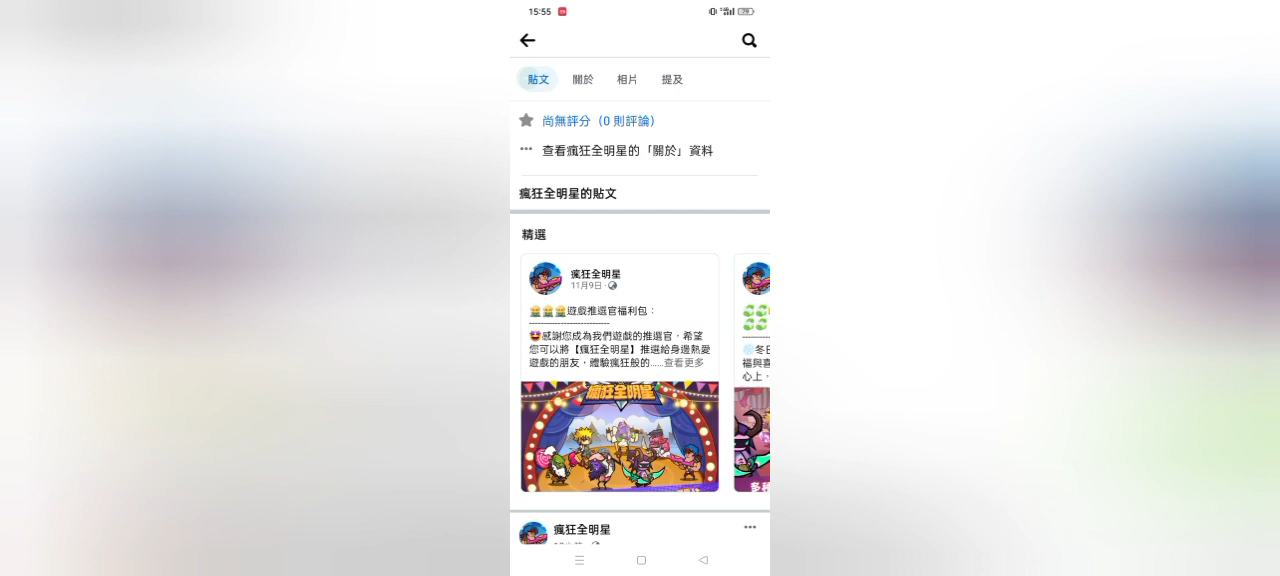 15:55
貼文 關於 相片 提及
尚無評分（0 則評論）
查看瘋狂全明星的「關於」資料
瘋狂全明星的貼文
精選
瘋狂全明星
11月9日
遊戲推選官福利包：
----------------------------
感謝您成為我們遊戲的推選官，希望
您可以將【瘋狂全明星】推選給身邊熱愛
遊戲的朋友，體驗瘋狂般的......查看更多
瘋狂全明星
冬日
福與喜
心上，
多種
瘋狂全明星